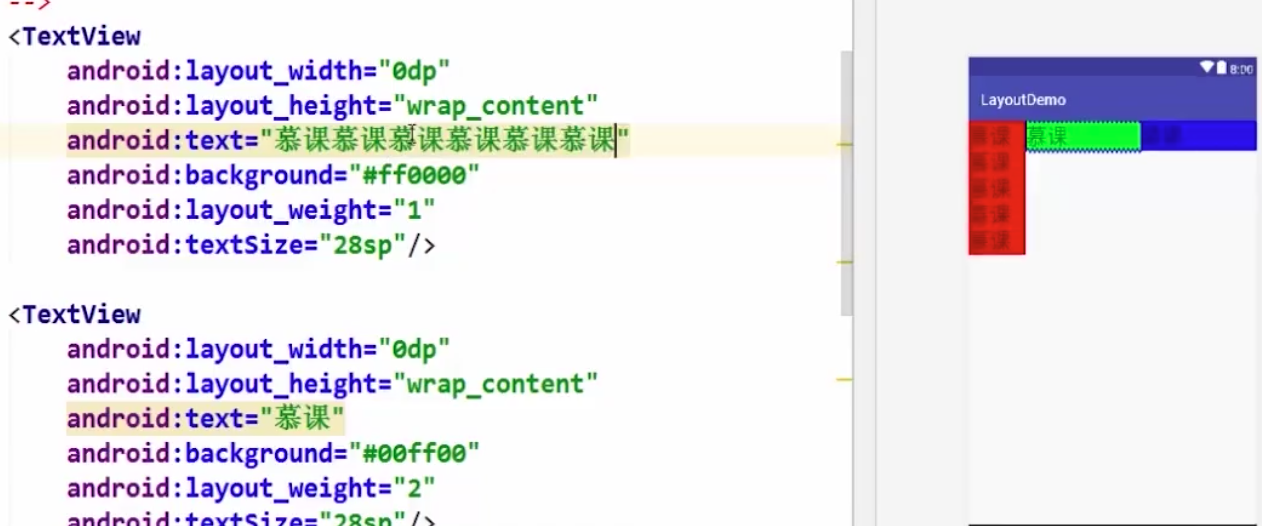 -->
<TextView
android:layout_width="0dp"
android:layout_height="wrap_content"
android:text="慕课慕课慕课慕课慕课慕课"
android:background="#ff0000"
android:layout_weight="1"
android:textSize="28sp"/>
<TextView
android:layout_width="0dp"
android:layout_height="wrap_content"
android:text="慕课"
android:background="#00ff00"
android:layout_weight="2"
android:textSize="28sp"/>
8:00
LayoutDemo
慕课 慕课 慕课
慕课
慕课
慕课
慕课